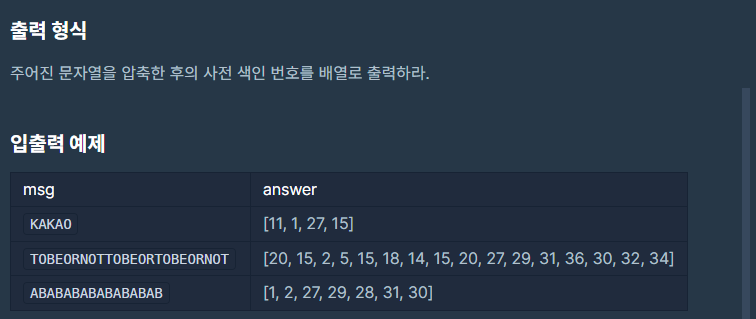 출력 형식
주어진 문자열을 압축한 후의 사전 색인 번호를 배열로 출력하라.
입출력 예제
msg answer
KAKAO [11, 1, 27, 15]
TOBEORNOTTOBEORTOBEORNOT [20, 15, 2, 5, 15, 18, 14, 15, 20, 27, 29, 31, 36, 30, 32, 34]
ABABABABABABABAB [1, 2, 27, 29, 28, 31, 30]